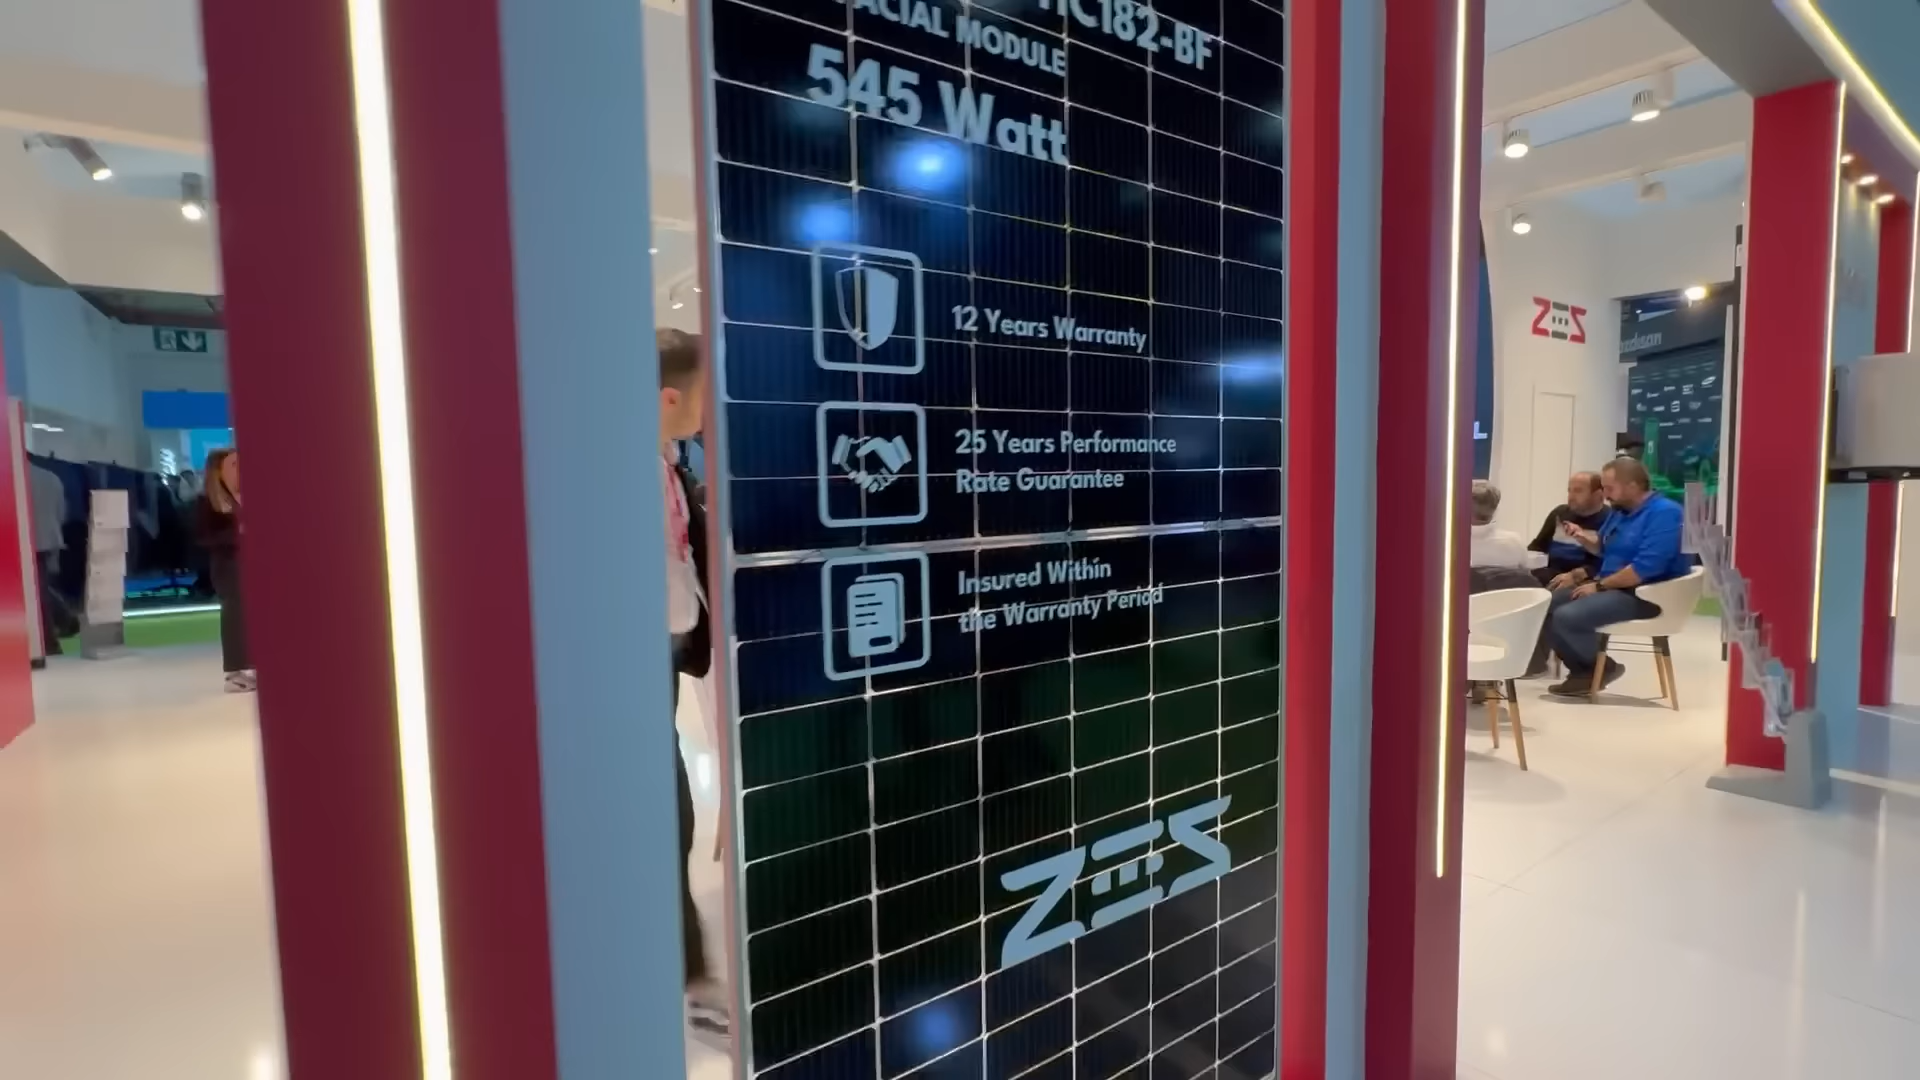 HC182-BF
ACIAL MODULE
545 Watt
12 Years Warranty
25 Years Performance
Rate Guarantee
Insured Within
the Warranty Period
ZES
ZES